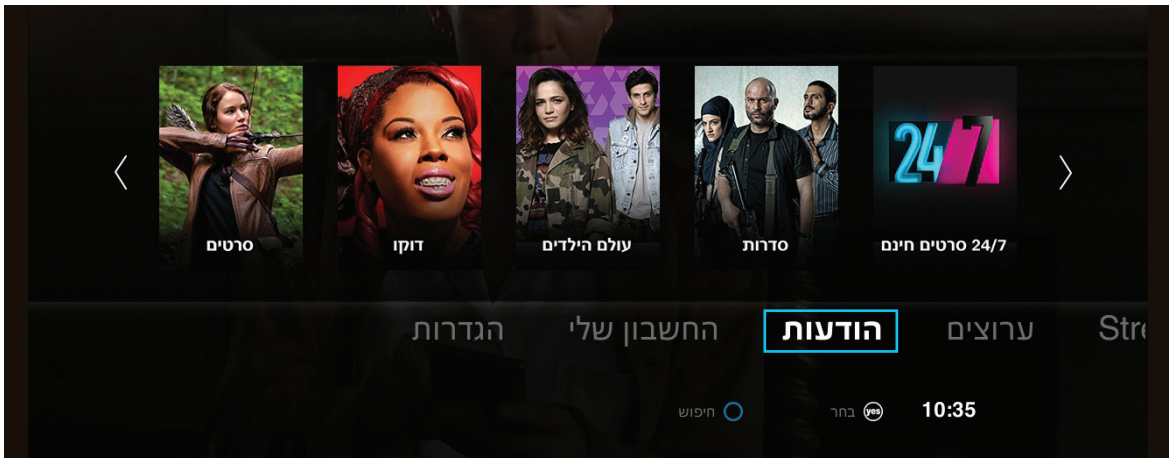 24/7
24/7 סרטים חינם
סדרות
עולם הילדים
דוקו
סרטים
Stre
ערוצים
הודעות
החשבון שלי
הגדרות
10:35
yes בחר
חיפוש